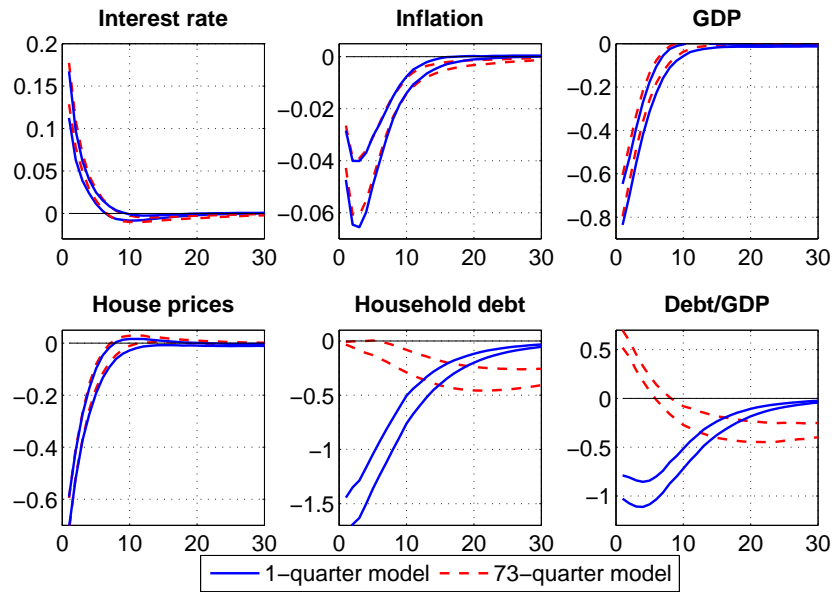 Interest rate Inflation GDP
0.2
0.15
0.1
0.05
0
0 10 20 30
0
−0.02
−0.04
−0.06
0 10 20 30
0
−0.2
−0.4
−0.6
−0.8
0 10 20 30
House prices Household debt Debt/GDP
0
−0.2
−0.4
−0.6
0 10 20 30
0
−0.5
−1
−1.5
0 10 20 30
0.5
0
−0.5
−1
0 10 20 30
1−quarter model 73−quarter model